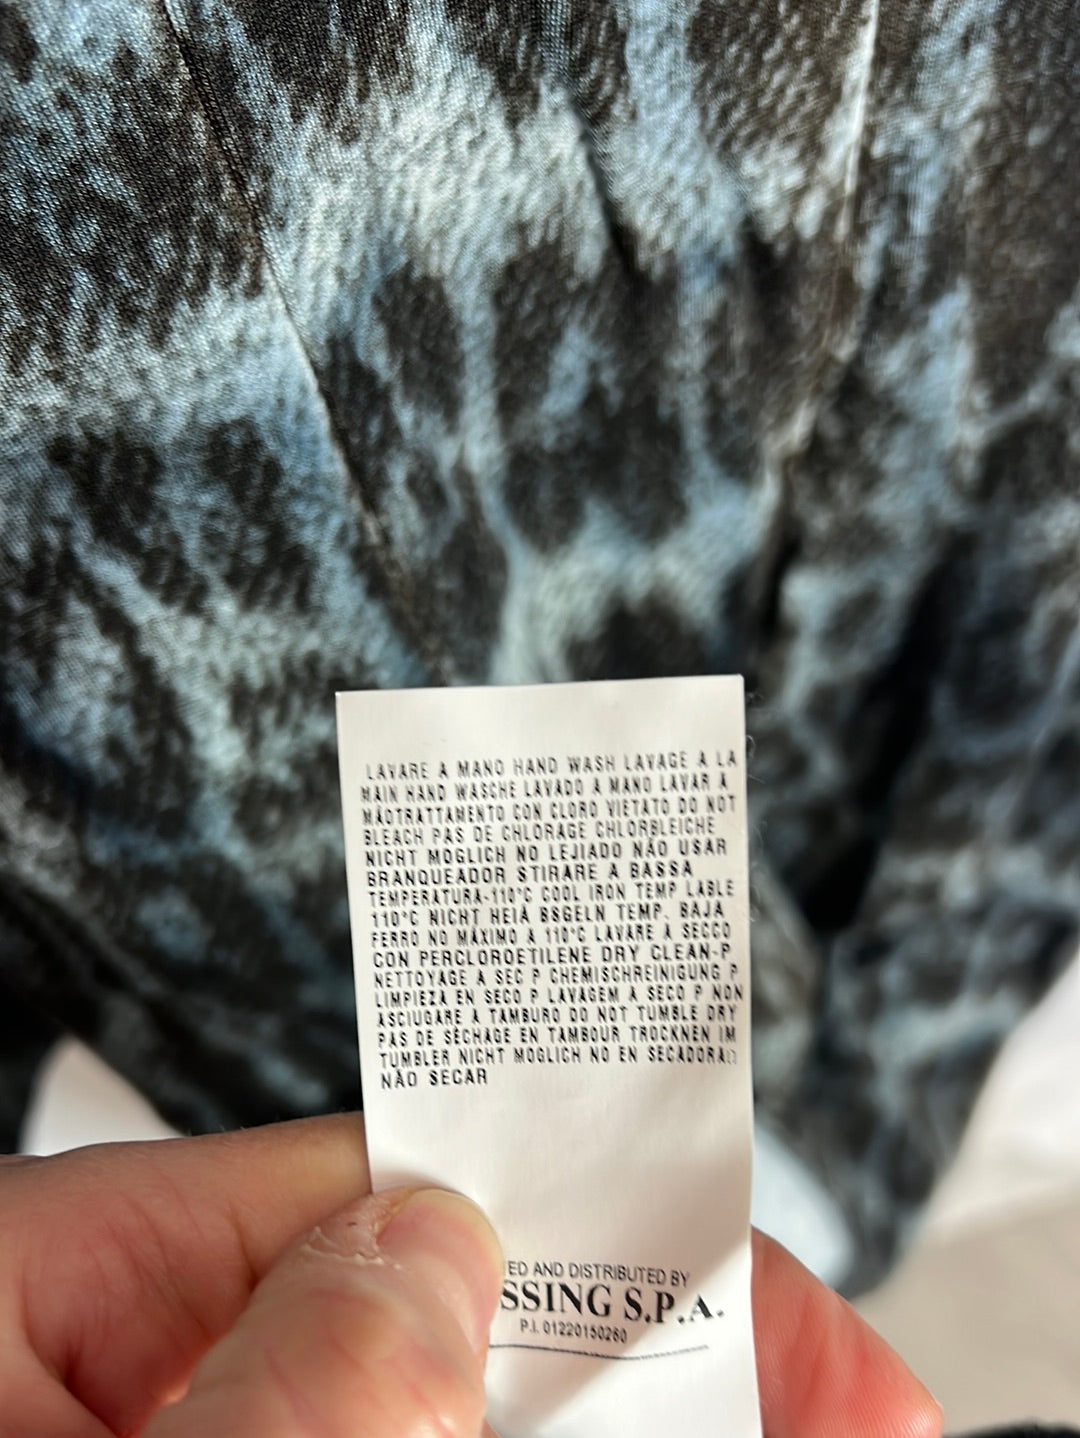 LAVARE A MANO HAND WASH LAVAGE A LA
MAIN HAND WASCHE LAVADO A MANO LAVAR A
MÃOTRATTAMENTO CON CLORO VIETATO DO NOT
BLEACH PAS DE CHLORAGE CHLORBLEICHE
NICHT MOGLICH NO LEJIADO NÃO USAR
BRANQUEADOR STIRARE A BASSA
TEMPERATURA-110°C COOL IRON TEMP LABLE
110°C NICHT HEIÁ BSGELN TEMP. BAJA
FERRO NO MÁXIMO A 110°C LAVARE A SECCO
CON PERCLOROETILENE DRY CLEAN-P
NETTOYAGE A SEC P CHEMISCHREINIGUNG P
LIMPIEZA EN SECO P LAVAGEM A SECO P NON
ASCIUGARE A TAMBURO DO NOT TUMBLE DRY
PAS DE SÉCHAGE EN TAMBOUR TROCKNEN IM
TUMBLER NICHT MOGLICH NO EN SECADORA
NÃO SECAR
ED AND DISTRIBUTED BY
SSING S.P.A.
P.I. 01220150260